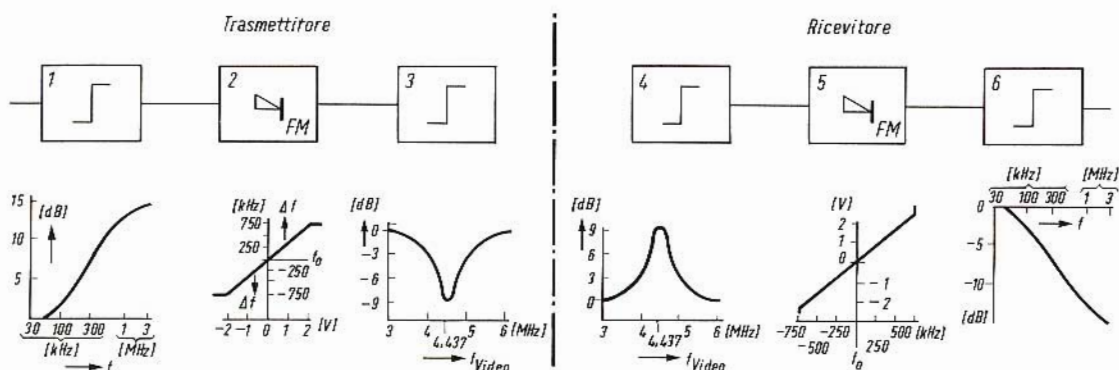 Trasmettitore
Ricevitore
1
2
FM
3
4
5
FM
6
15
[dB]
10
5
30 100 300 1 3
[kHz] [MHz]
f
[kHz] Δf
750
250
f₀
-250
-750
Δf
-2 -1 0 1 2 [V]
[dB]
0
-3
-6
-9
3 4 5 6 [MHz]
4,437
f Video
[dB]
9
6
3
0
3 4 5 6 [MHz]
4,437
f Video
[V]
2
1
0
-1
-2
-750 -250 500 [kHz]
-500 f₀ 250
[kHz] [MHz]
30 100 300 1 3
f
0
-5
-10
[dB]